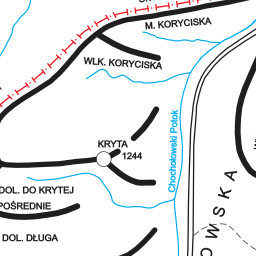 M. KORYCISKA
WLK. KORYCISKA
Chochołowski Potok
KRYTA
1244
DOL. DO KRYTEJ
POŚREDNIE
OWSKA
DOL. DŁUGA